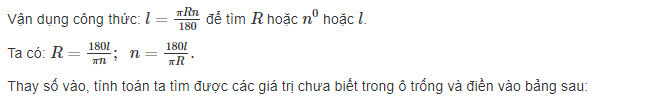 Vận dụng công thức: $l = \frac{\pi Rn}{180}$ để tìm $R$ hoặc $n^0$ hoặc $l$.
Ta có: $R = \frac{180l}{\pi n}$; $n = \frac{180l}{\pi R}$.
Thay số vào, tính toán ta tìm được các giá trị chưa biết trong ô trống và điền vào bảng sau: